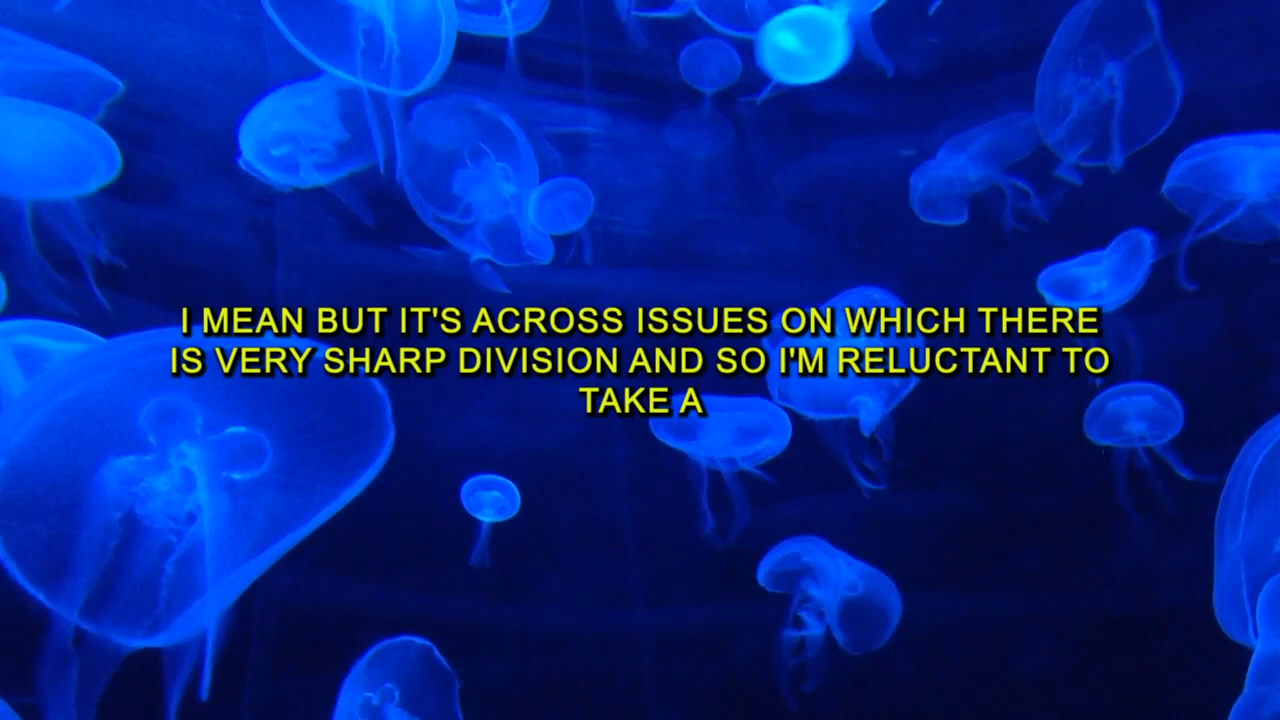 I MEAN BUT IT'S ACROSS ISSUES ON WHICH THERE
IS VERY SHARP DIVISION AND SO I'M RELUCTANT TO
TAKE A